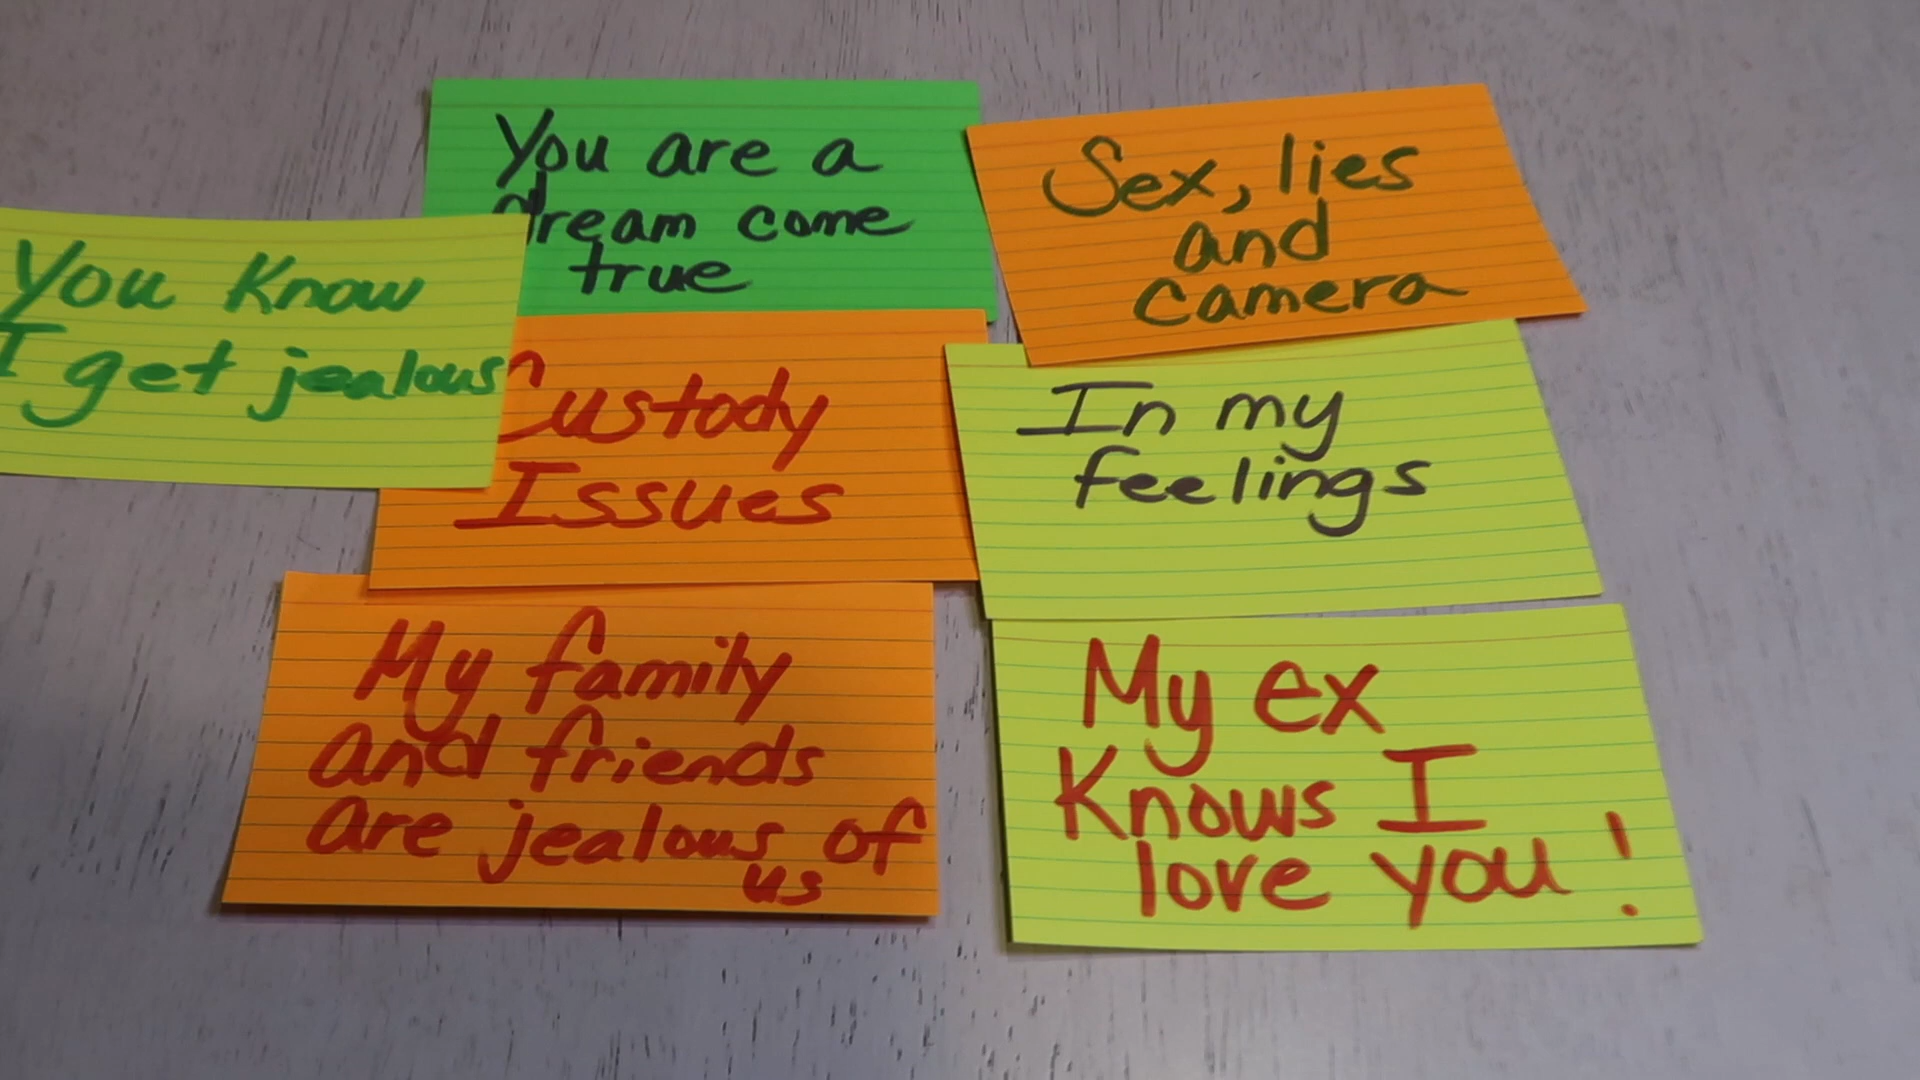 You are a
dream come
true
Sex, lies
and
camera
You Know
I get jealous
Custody
Issues
In my
feelings
My family
and friends
are jealous of
us
My ex
Knows I
love you!